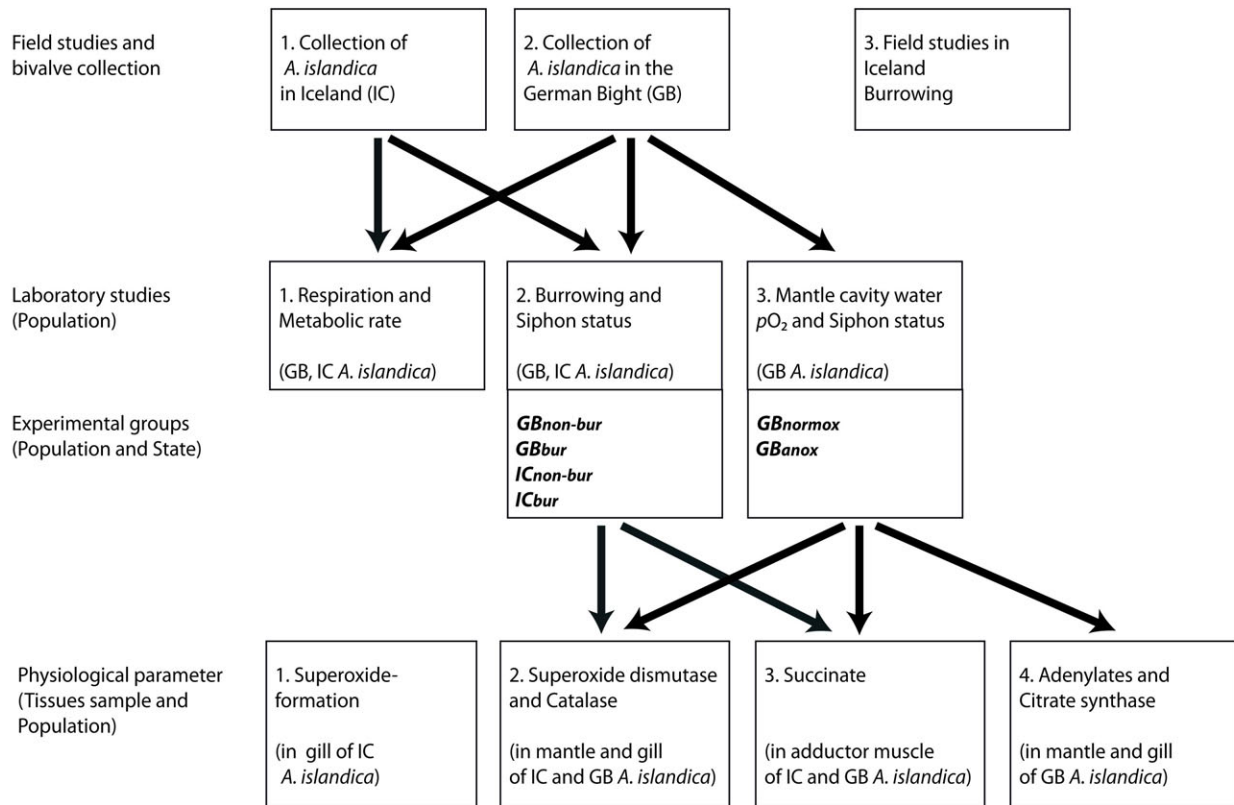 Field studies and
bivalve collection
1. Collection of
A. islandica
in Iceland (IC)
2. Collection of
A. islandica in the
German Bight (GB)
3. Field studies in
Iceland
Burrowing
Laboratory studies
(Population)
1. Respiration and
Metabolic rate
(GB, IC A. islandica)
2. Burrowing and
Siphon status
(GB, IC A. islandica)
3. Mantle cavity water
pO₂ and Siphon status
(GB A. islandica)
Experimental groups
(Population and State)
GBnon-bur
GBbur
ICnon-bur
ICbur
GBnormox
GBanox
Physiological parameter
(Tissues sample and
Population)
1. Superoxide-
formation
(in gill of IC
A. islandica)
2. Superoxide dismutase
and Catalase
(in mantle and gill
of IC and GB A. islandica)
3. Succinate
(in adductor muscle
of IC and GB A. islandica)
4. Adenylates and
Citrate synthase
(in mantle and gill
of GB A. islandica)